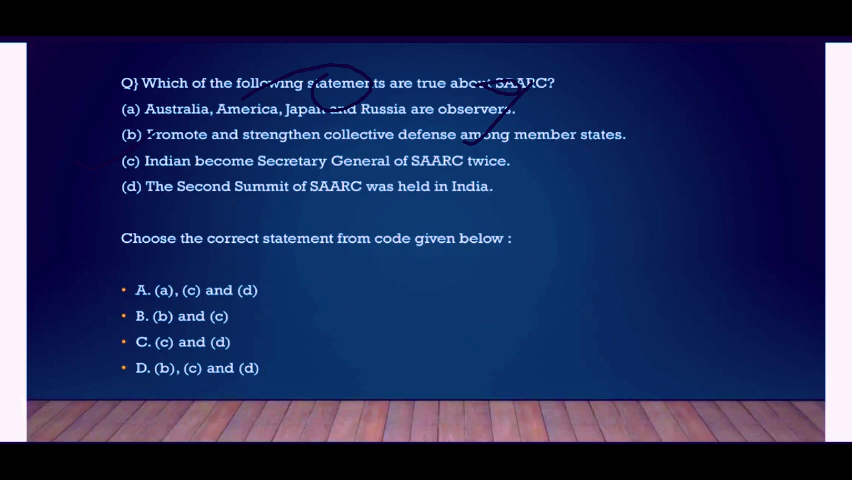 Q} Which of the following statements are true about SAARC?
(a) Australia, America, Japan and Russia are observers.
(b) Promote and strengthen collective defense among member states.
(c) Indian become Secretary General of SAARC twice.
(d) The Second Summit of SAARC was held in India.
Choose the correct statement from code given below :
• A. (a), (c) and (d)
• B. (b) and (c)
• C. (c) and (d)
• D. (b), (c) and (d)